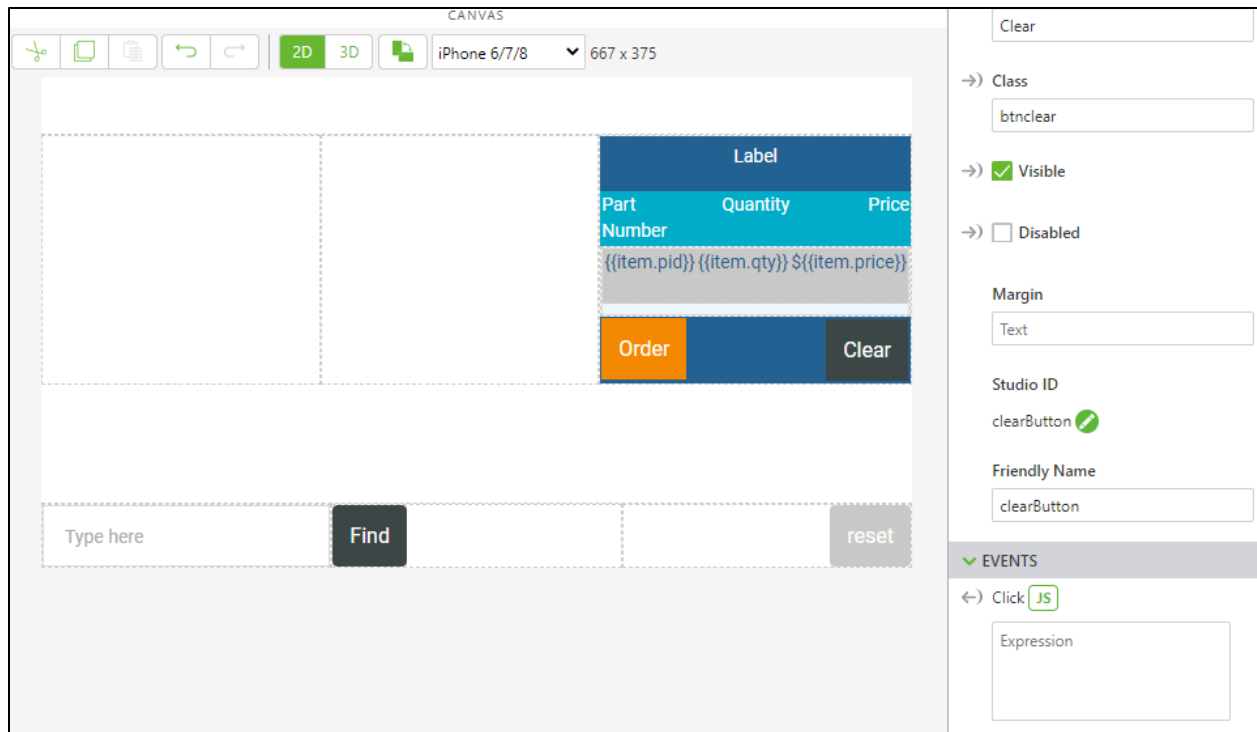 CANVAS
2D 3D iPhone 6/7/8 667 x 375
Label
Part Number Quantity Price
{{item.pid}} {{item.qty}} ${{item.price}}
Order Clear
Type here Find reset
Clear
Class
btnclear
Visible
Disabled
Margin
Text
Studio ID
clearButton
Friendly Name
clearButton
EVENTS
Click JS
Expression